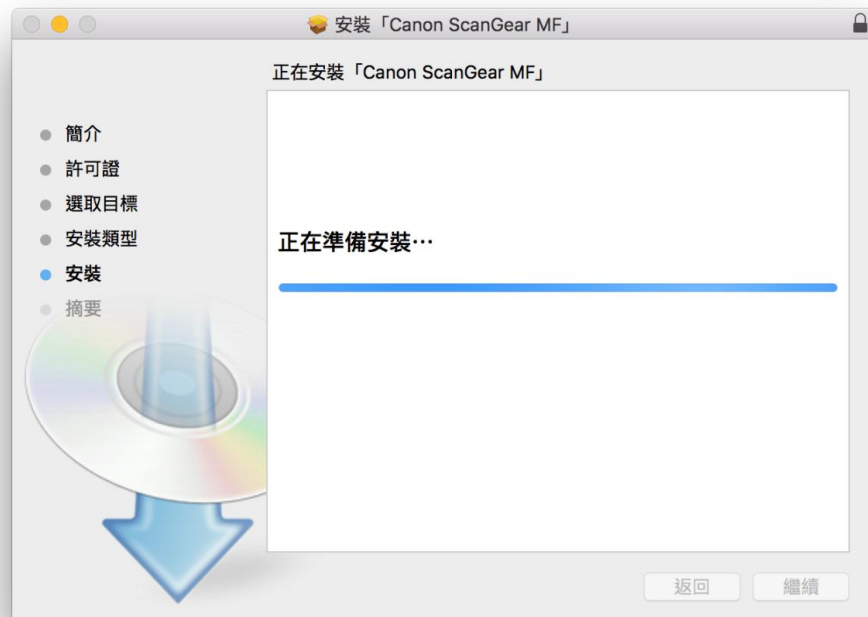 安裝「Canon ScanGear MF」
正在安裝「Canon ScanGear MF」
簡介
許可證
選取目標
安裝類型
安裝
摘要
正在準備安裝⋯
返回
繼續